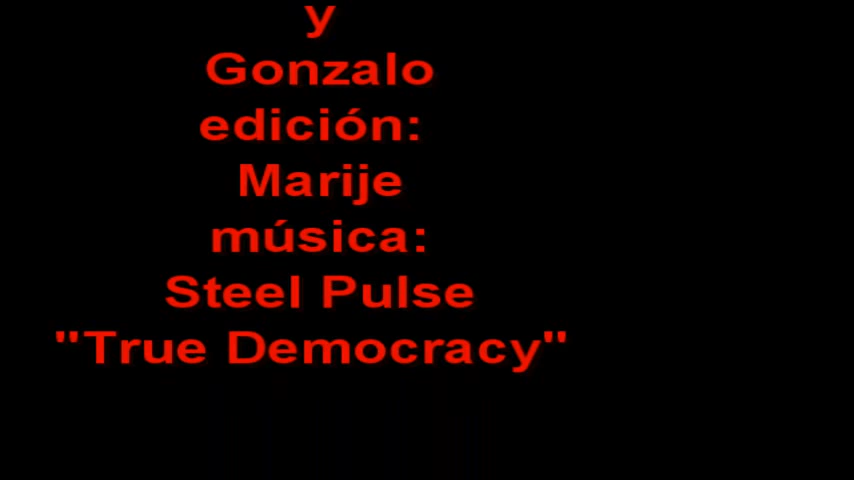 y
Gonzalo
edición:
Marije
música:
Steel Pulse
"True Democracy"